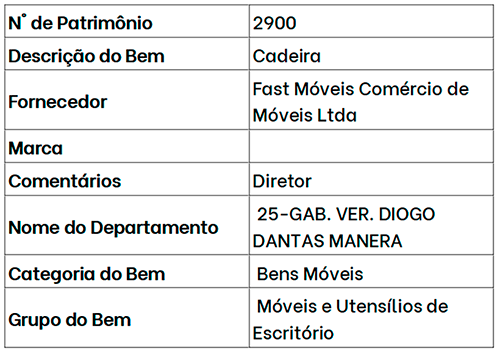 N° de Patrimônio 2900
Descrição do Bem Cadeira
Fornecedor Fast Móveis Comércio de
Móveis Ltda
Marca
Comentários Diretor
Nome do Departamento 25-GAB. VER. DIOGO
DANTAS MANERA
Categoria do Bem Bens Móveis
Grupo do Bem Móveis e Utensílios de
Escritório